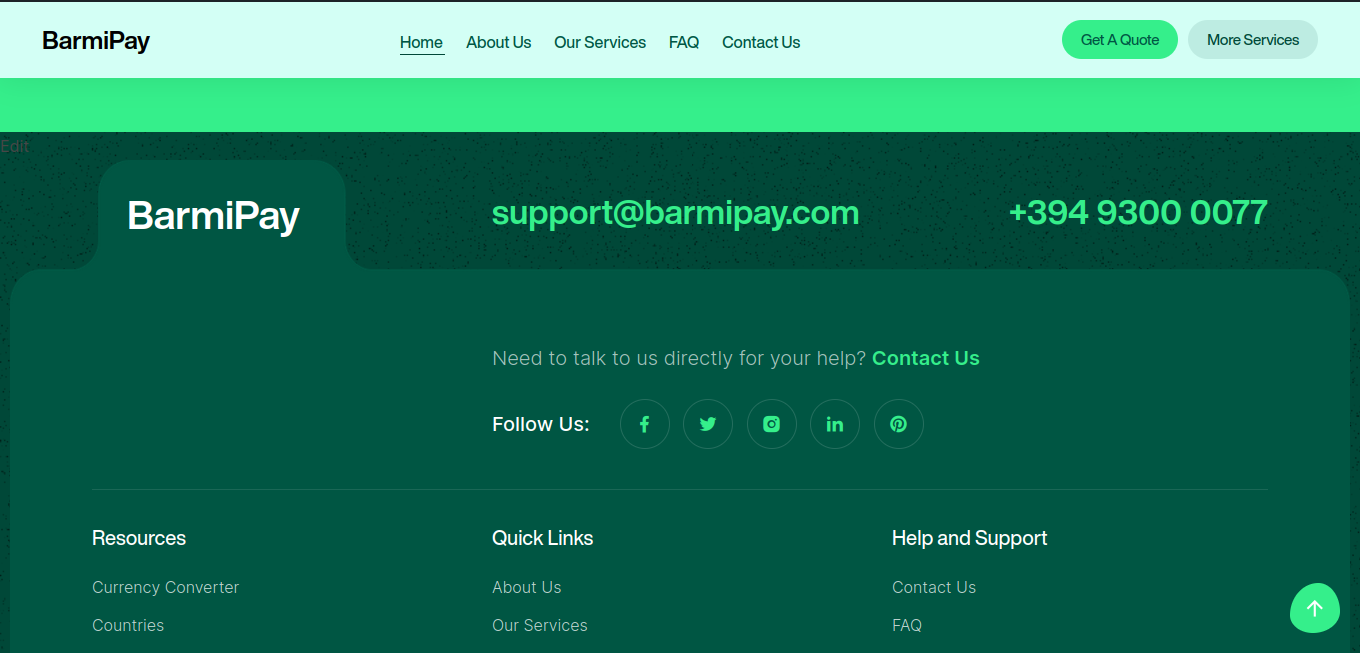 BarmiPay
Home About Us Our Services FAQ Contact Us
Get A Quote More Services
Edit
BarmiPay
support@barmipay.com
+394 9300 0077
Need to talk to us directly for your help? Contact Us
Follow Us:
Resources
Currency Converter
Countries
Quick Links
About Us
Our Services
Help and Support
Contact Us
FAQ